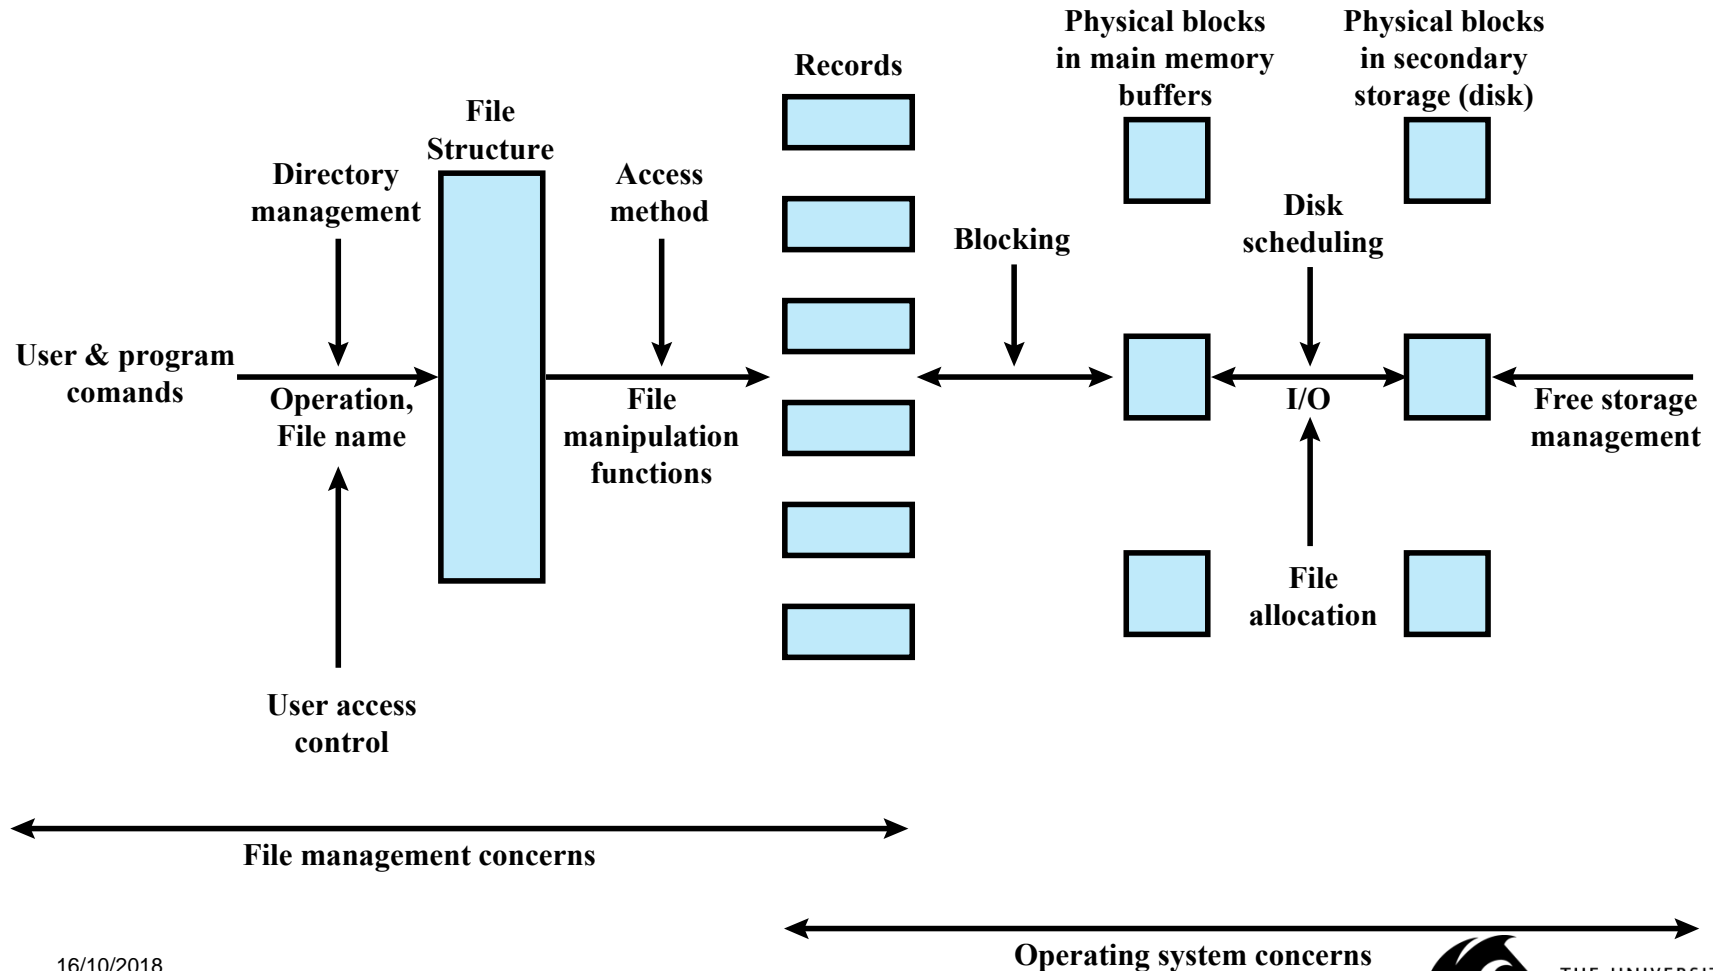 Physical blocks
in main memory
buffers
Physical blocks
in secondary
storage (disk)
Records
File
Structure
Directory
management
Access
method
Disk
scheduling
Blocking
User & program
comands
Operation,
File name
File
manipulation
functions
I/O
Free storage
management
File
allocation
User access
control
File management concerns
Operating system concerns
16/10/2018
THE